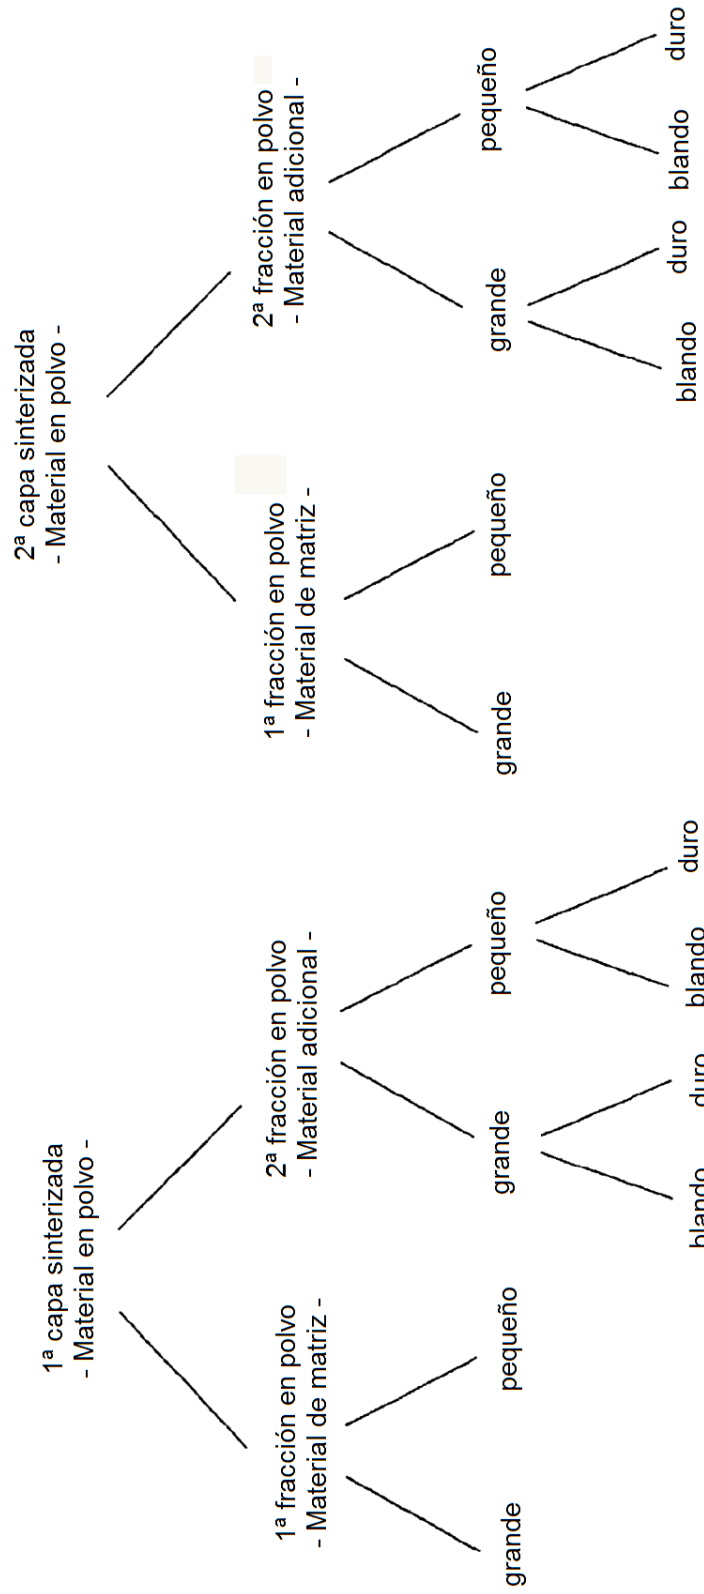 1ª capa sinterizada
- Material en polvo -
1ª fracción en polvo
- Material de matriz -
2ª fracción en polvo
- Material adicional -
grande
pequeño
grande
pequeño
blando
duro
blando
duro
2ª capa sinterizada
- Material en polvo -
1ª fracción en polvo
- Material de matriz -
2ª fracción en polvo
- Material adicional -
grande
pequeño
grande
pequeño
blando
duro
blando
duro